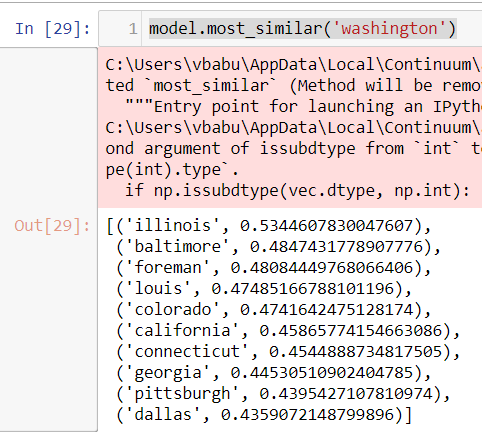 In [29]: 1 model.most_similar('washington')
C:\Users\vbabu\AppData\Local\Continuum\
ted `most_similar` (Method will be remo
"""Entry point for launching an IPyth
C:\Users\vbabu\AppData\Local\Continuum\
ond argument of issubdtype from `int` t
pe(int).type`.
if np.issubdtype(vec.dtype, np.int):
Out[29]: [('illinois', 0.5344607830047607),
('baltimore', 0.4847431778907776),
('foreman', 0.48084449768066406),
('louis', 0.47485166788101196),
('colorado', 0.4741642475128174),
('california', 0.45865774154663086),
('connecticut', 0.4544888734817505),
('georgia', 0.44530510902404785),
('pittsburgh', 0.4395427107810974),
('dallas', 0.4359072148799896)]